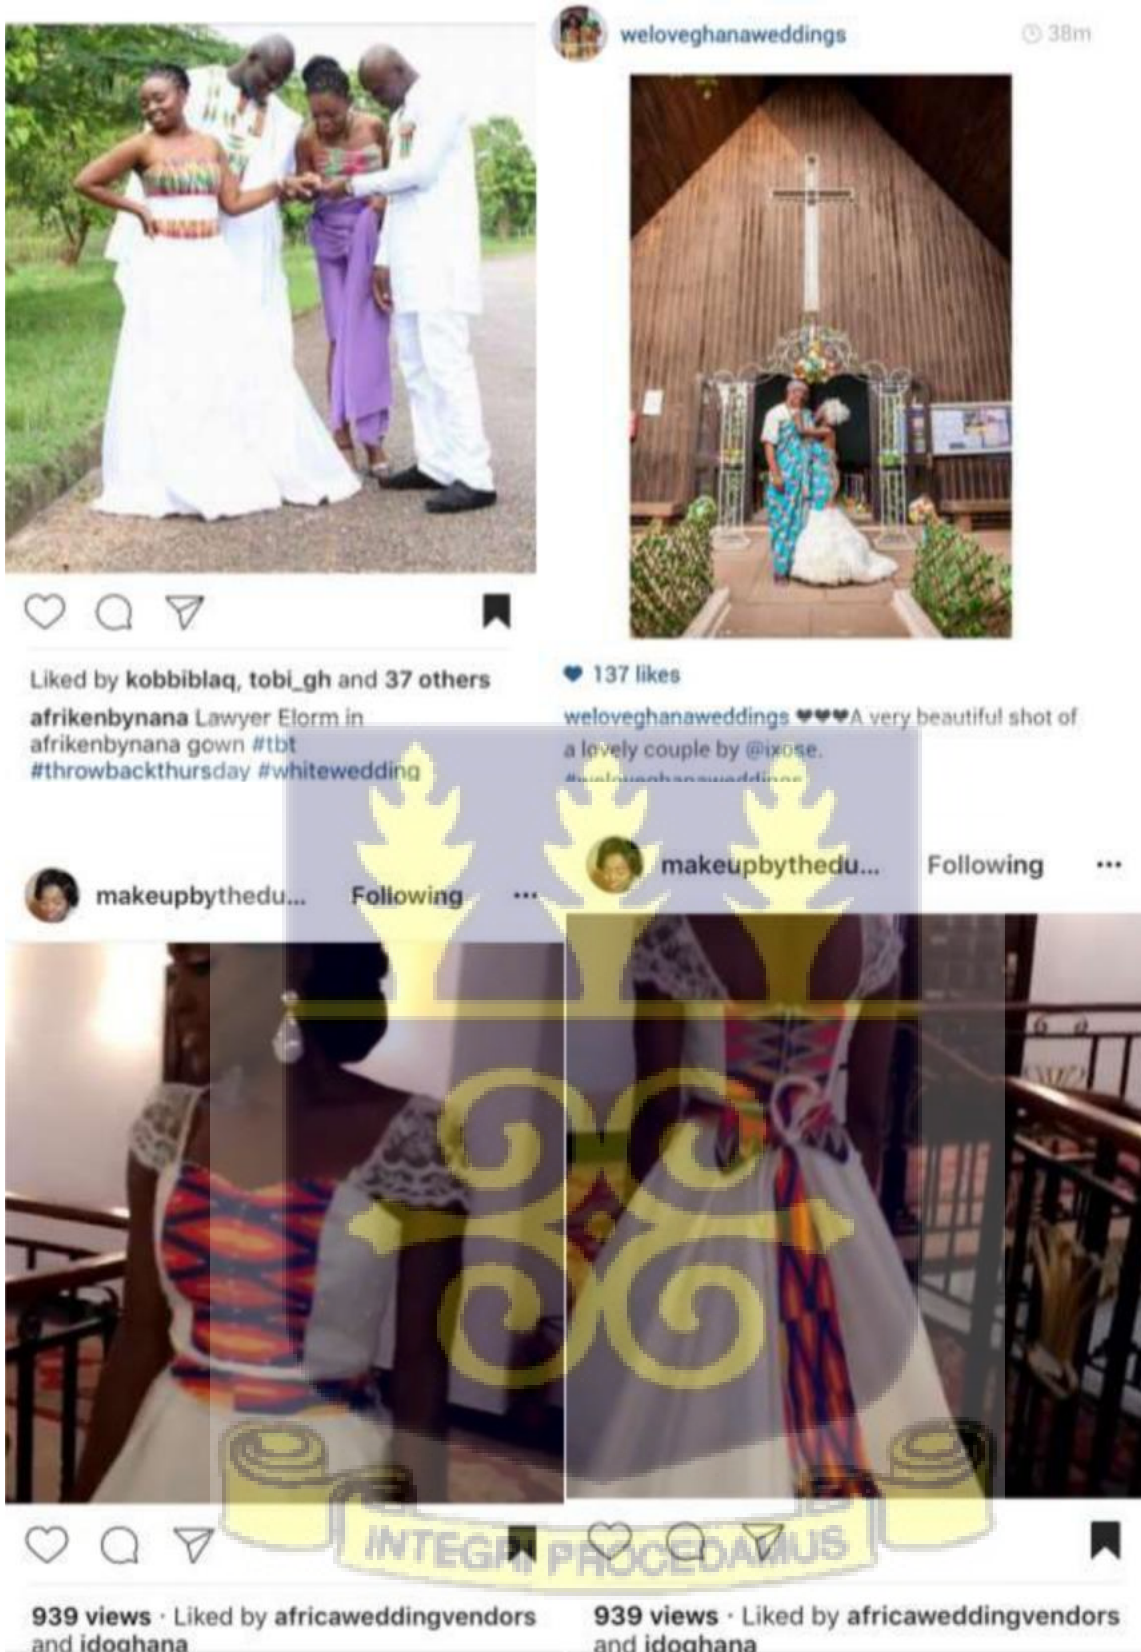 weloveghanaweddings 38m
Liked by kobbiblaq, tobi_gh and 37 others
afrikenbynana Lawyer Elorm in
afrikenbynana gown #tbt
#throwbackthursday #whitewedding
137 likes
weloveghanaweddings ❤❤❤A very beautiful shot of
a lovely couple by @ixose.
#weloveghanaweddings
makeupbythedu... Following ...
makeupbythedu... Following ...
INTEGRI PROCEDAMUS
939 views · Liked by africaweddingvendors
and idoghana
939 views · Liked by africaweddingvendors
and idoghana